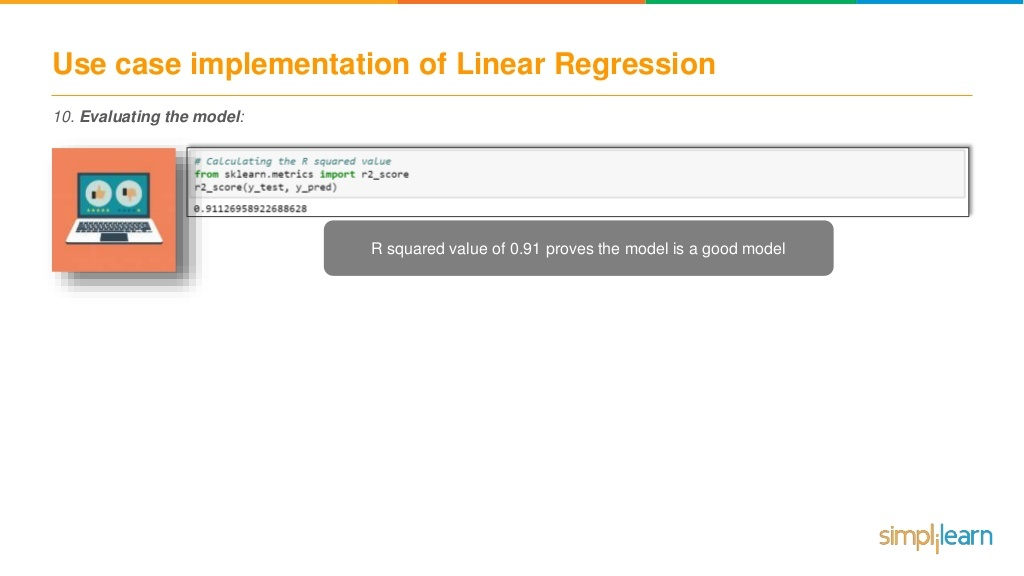 Use case implementation of Linear Regression
10. Evaluating the model:
# Calculating the R squared value
from sklearn.metrics import r2_score
r2_score(y_test, y_pred)
0.91126958922688628
R squared value of 0.91 proves the model is a good model
simplilearn